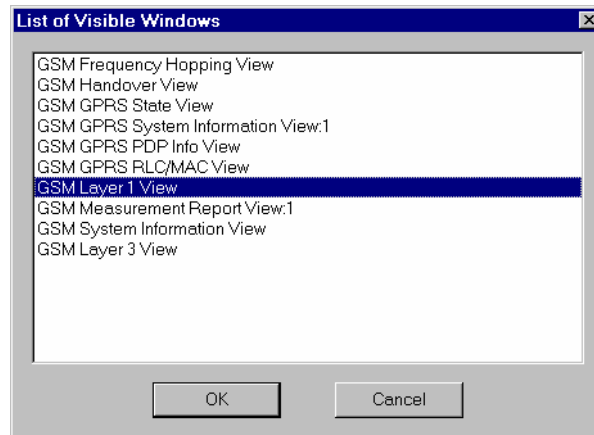 List of Visible Windows
GSM Frequency Hopping View
GSM Handover View
GSM GPRS State View
GSM GPRS System Information View:1
GSM GPRS PDP Info View
GSM GPRS RLC/MAC View
GSM Layer 1 View
GSM Measurement Report View:1
GSM System Information View
GSM Layer 3 View
OK
Cancel